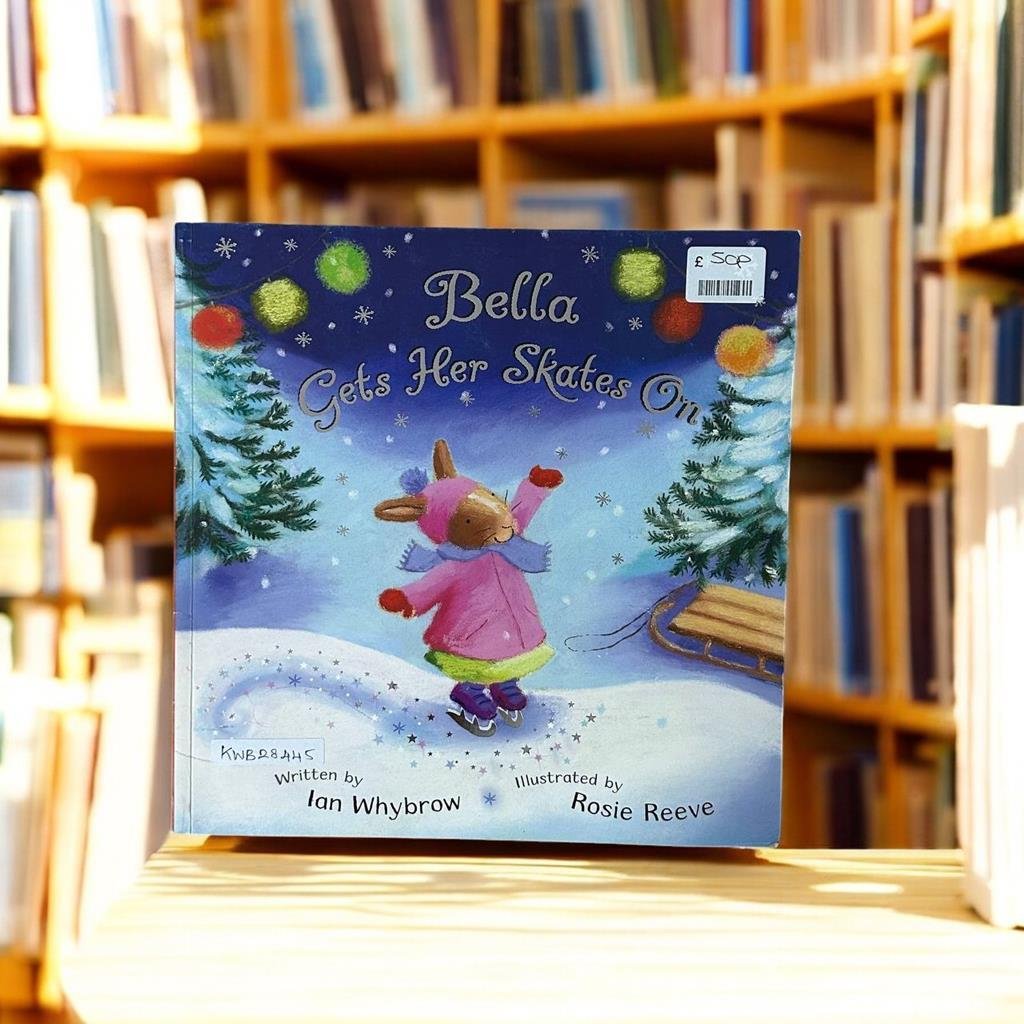 Bella
£ 50p
Gets Her Skates On
KWB28445
Written by
Ian Whybrow
Illustrated by
Rosie Reeve